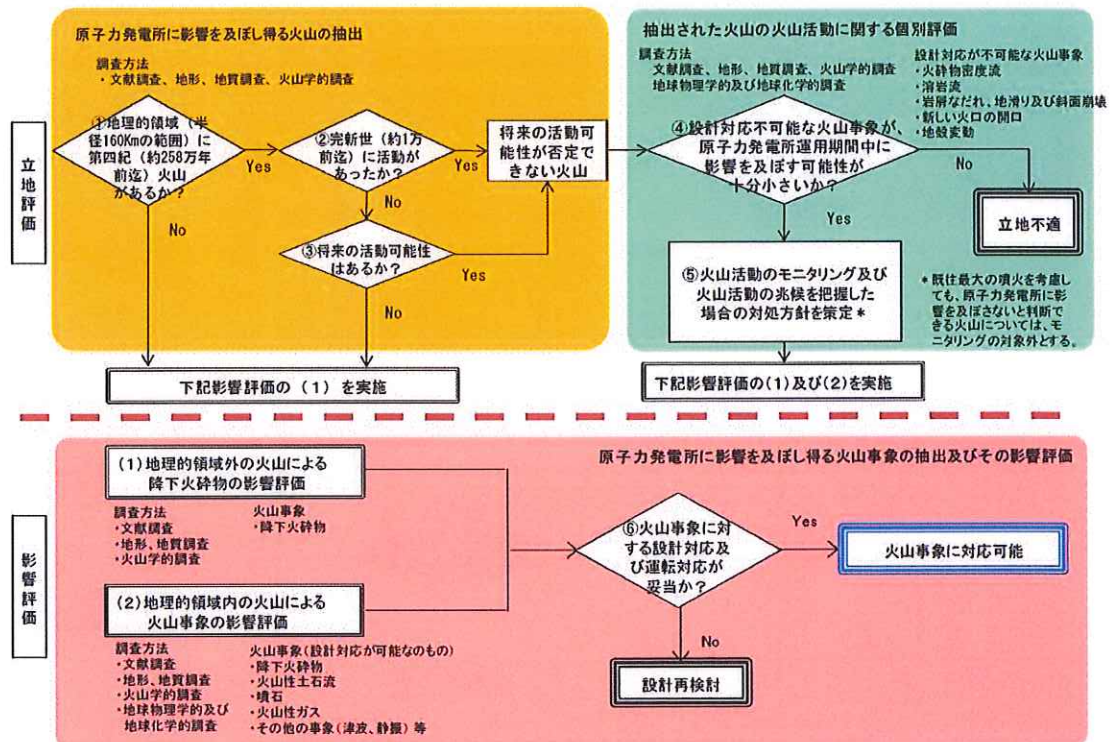 原子力発電所に影響を及ぼし得る火山の抽出
調査方法
・文献調査、地形、地質調査、火山学的調査
立地評価
①地理的領域（半
径160Kmの範囲）に
第四紀（約258万年
前迄）火山
があるか？
Yes
No
②完新世（約1万
前迄）に活動が
あったか？
Yes
No
③将来の活動可能性
はあるか？
Yes
No
将来の活動可
能性が否定で
きない火山
下記影響評価の（1）を実施
抽出された火山の火山活動に関する個別評価
調査方法
文献調査、地形、地質調査、火山学的調査
地球物理学的及び地球化学的調査
設計対応が不可能な火山事象
・火砕物密度流
・溶岩流
・岩屑なだれ、地滑り及び斜面崩壊
・新しい火口の開口
・地殻変動
④設計対応不可能な火山事象が、
原子力発電所運用期間中に
影響を及ぼす可能性が
十分小さいか？
No
Yes
立地不適
⑤火山活動のモニタリング及び
火山活動の兆候を把握した
場合の対処方針を策定＊
＊既往最大の噴火を考慮し
ても、原子力発電所に影
響を及ぼさないと判断で
きる火山については、モ
ニタリングの対象外とする。
下記影響評価の(1)及び(2)を実施
影響評価
原子力発電所に影響を及ぼし得る火山事象の抽出及びその影響評価
(1)地理的領域外の火山による
降下火砕物の影響評価
調査方法
・文献調査
・地形、地質調査
・火山学的調査
火山事象
・降下火砕物
(2)地理的領域内の火山による
火山事象の影響評価
調査方法
・文献調査
・地形、地質調査
・火山学的調査
・地球物理学的及び
地球化学的調査
火山事象(設計対応が可能なのもの)
・降下火砕物
・火山性土石流
・噴石
・火山性ガス
・その他の事象(津波、静振)等
⑥火山事象に対
する設計対応及
び運転対応が
妥当か？
Yes
火山事象に対応可能
No
設計再検討